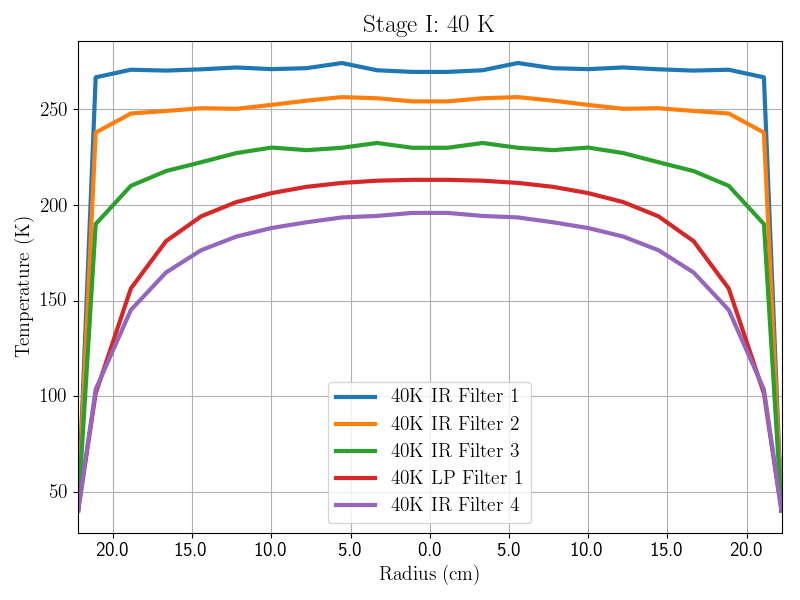 Stage I: 40 K
Temperature (K)
250
200
150
100
50
40K IR Filter 1
40K IR Filter 2
40K IR Filter 3
40K LP Filter 1
40K IR Filter 4
20.0 15.0 10.0 5.0 0.0 5.0 10.0 15.0 20.0
Radius (cm)